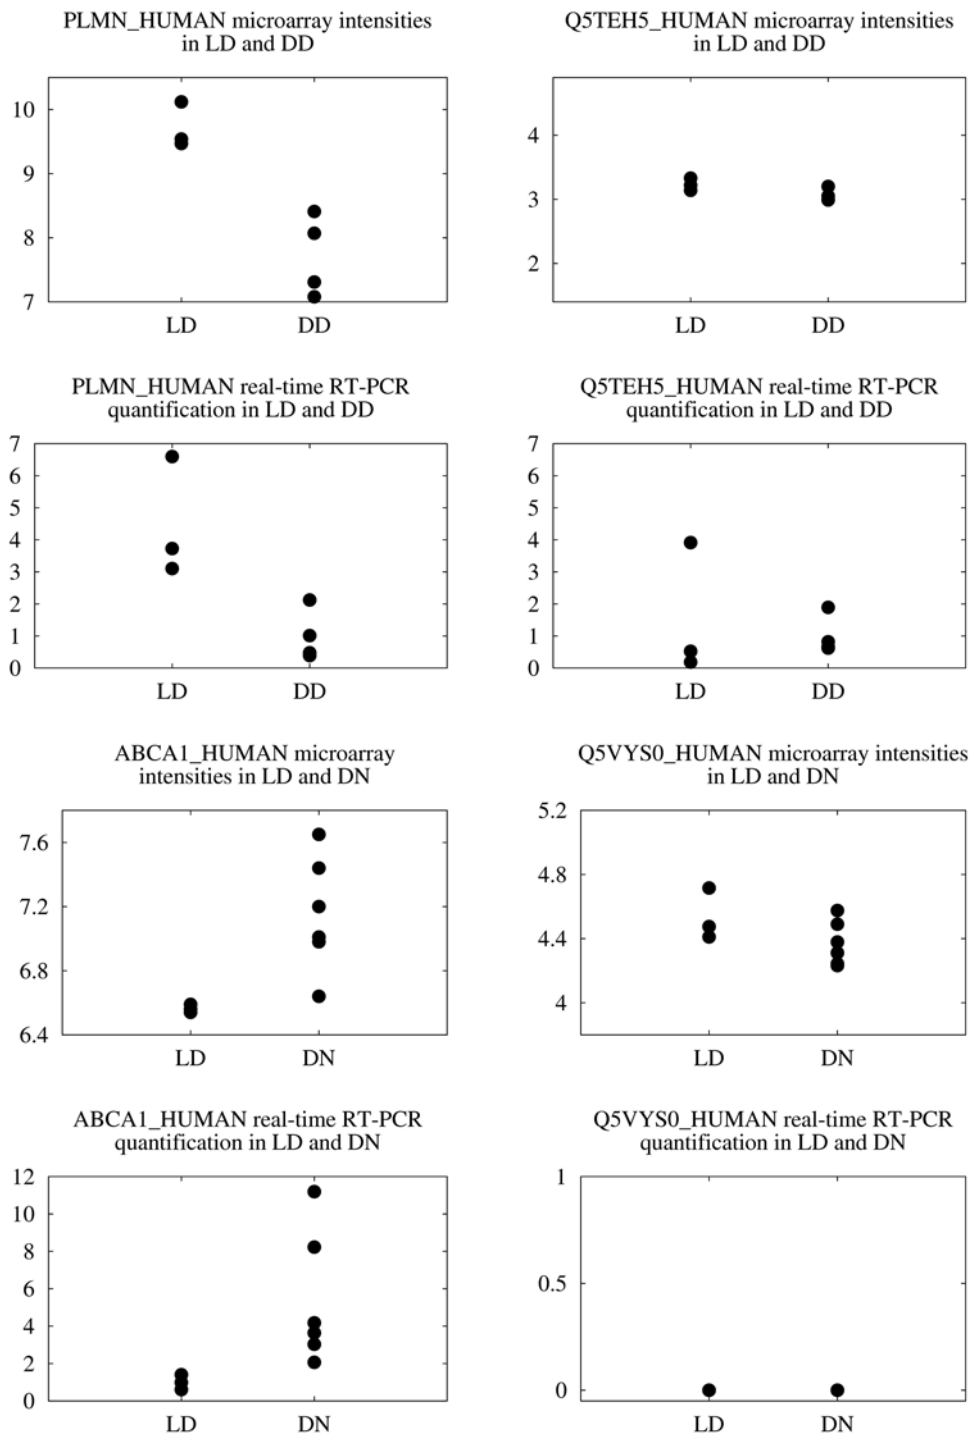 PLMN_HUMAN microarray intensities
in LD and DD
10
9
8
7
LD DD
Q5TEH5_HUMAN microarray intensities
in LD and DD
4
3
2
LD DD
PLMN_HUMAN real-time RT-PCR
quantification in LD and DD
7
6
5
4
3
2
1
0
LD DD
Q5TEH5_HUMAN real-time RT-PCR
quantification in LD and DD
7
6
5
4
3
2
1
0
LD DD
ABCA1_HUMAN microarray
intensities in LD and DN
7.6
7.2
6.8
6.4
LD DN
Q5VYS0_HUMAN microarray intensities
in LD and DN
5.2
4.8
4.4
4
LD DN
ABCA1_HUMAN real-time RT-PCR
quantification in LD and DN
12
10
8
6
4
2
0
LD DN
Q5VYS0_HUMAN real-time RT-PCR
quantification in LD and DN
1
0.5
0
LD DN